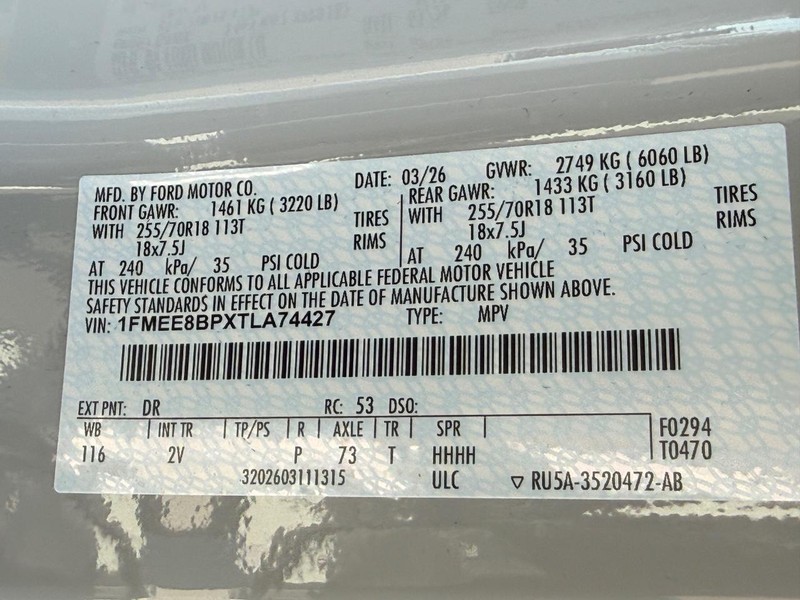 MFD. BY FORD MOTOR CO. DATE: 03/26 GVWR: 2749 KG ( 6060 LB)
FRONT GAWR: 1461 KG ( 3220 LB) REAR GAWR: 1433 KG ( 3160 LB)
WITH 255/70R18 113T TIRES WITH 255/70R18 113T TIRES
18x7.5J RIMS 18x7.5J RIMS
AT 240 kPa/ 35 PSI COLD AT 240 kPa/ 35 PSI COLD
THIS VEHICLE CONFORMS TO ALL APPLICABLE FEDERAL MOTOR VEHICLE
SAFETY STANDARDS IN EFFECT ON THE DATE OF MANUFACTURE SHOWN ABOVE.
VIN: 1FMEE8BPXTLA74427 TYPE: MPV
EXT PNT: DR RC: 53 DSO:
WB | INT TR | TP/PS | R | AXLE | TR | SPR | F0294
116 2V P 73 T HHHH T0470
3202603111315 ULC ▽ RU5A-3520472-AB